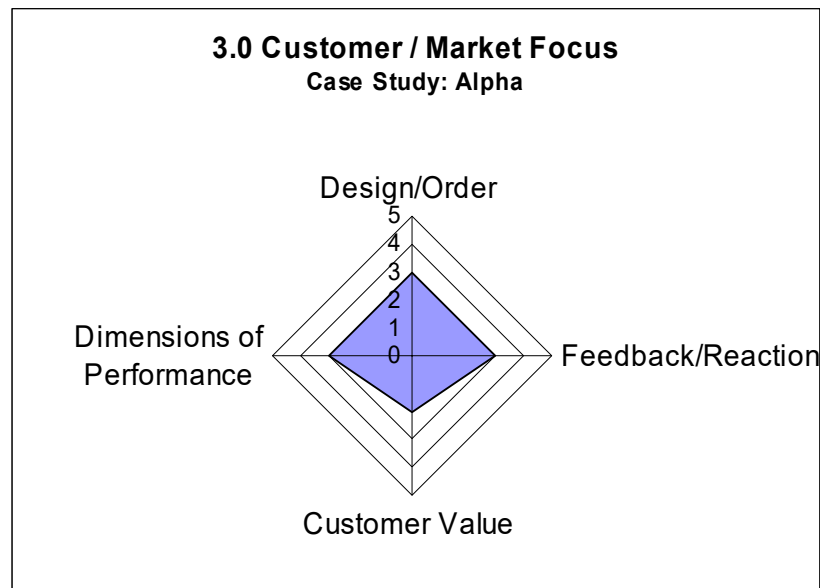 3.0 Customer / Market Focus
Case Study: Alpha
Design/Order
5
4
3
2
1
0
Dimensions of
Performance
Feedback/Reaction
Customer Value